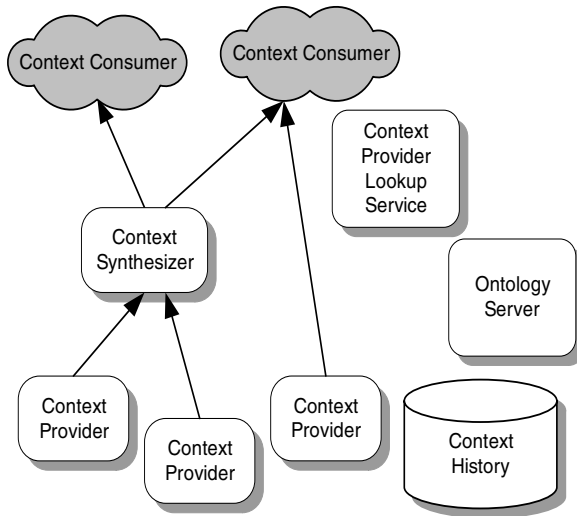 Context Consumer
Context Consumer
Context
Provider
Lookup
Service
Context
Synthesizer
Ontology
Server
Context
Provider
Context
Provider
Context
Provider
Context
History